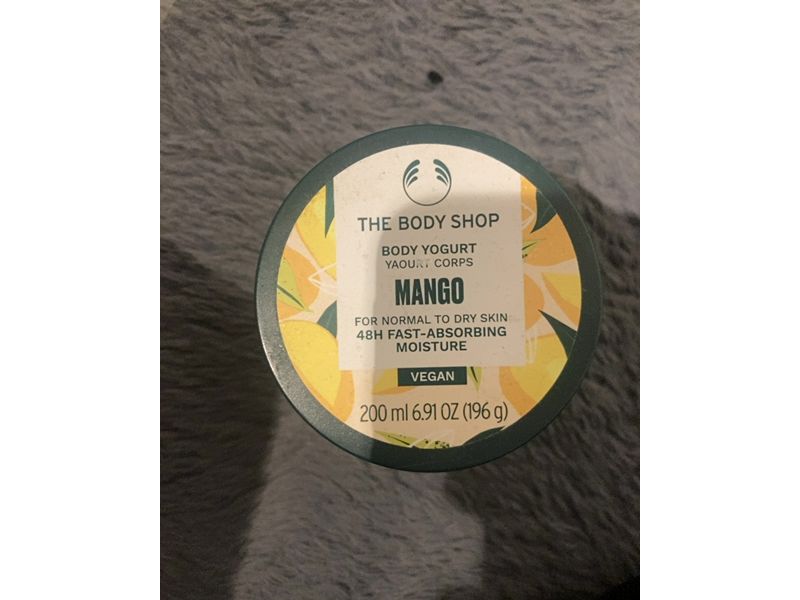 THE BODY SHOP
BODY YOGURT
YAOURT CORPS
MANGO
FOR NORMAL TO DRY SKIN
48H FAST-ABSORBING
MOISTURE
VEGAN
200 ml 6.91 OZ (196 g)